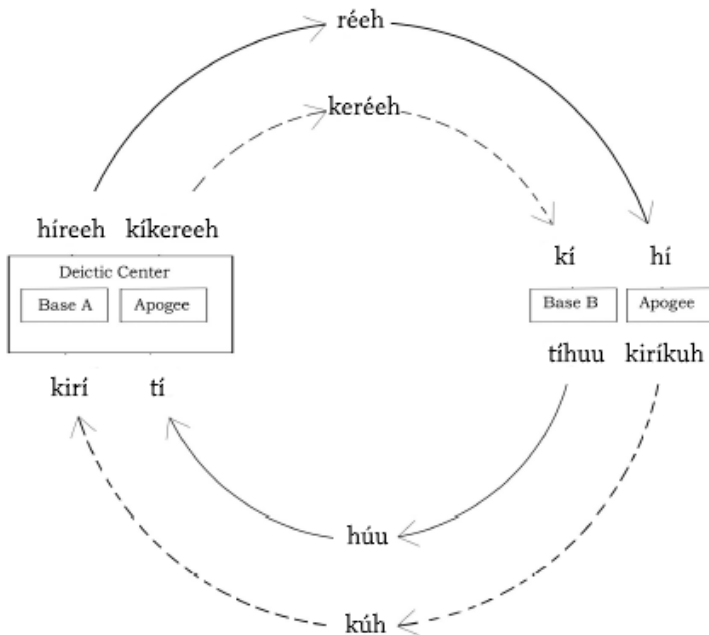 réeh
keréeh
híreeh kíkereeh
kí hí
Deictic Center
Base A Apogee
Base B Apogee
tíhuu kiríkuh
kirí tí
húu
kúh